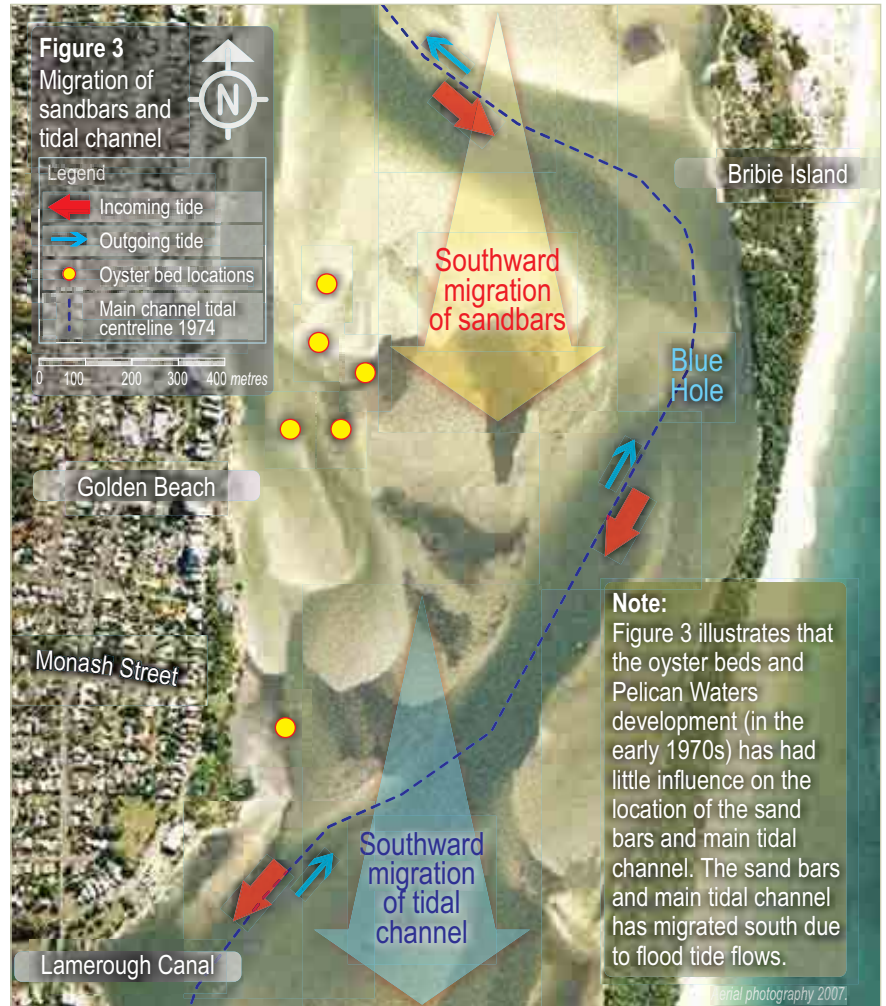 Figure 3
Migration of
sandbars and
tidal channel
N
Legend
Incoming tide
Outgoing tide
Oyster bed locations
Main channel tidal
centreline 1974
0 100 200 300 400 metres
Bribie Island
Southward
migration
of sandbars
Blue
Hole
Golden Beach
Monash Street
Note:
Figure 3 illustrates that
the oyster beds and
Pelican Waters
development (in the
early 1970s) has had
little influence on the
location of the sand
bars and main tidal
channel. The sand bars
and main tidal channel
has migrated south due
to flood tide flows.
Southward
migration
of tidal
channel
Lamerough Canal
Aerial photography 2007.